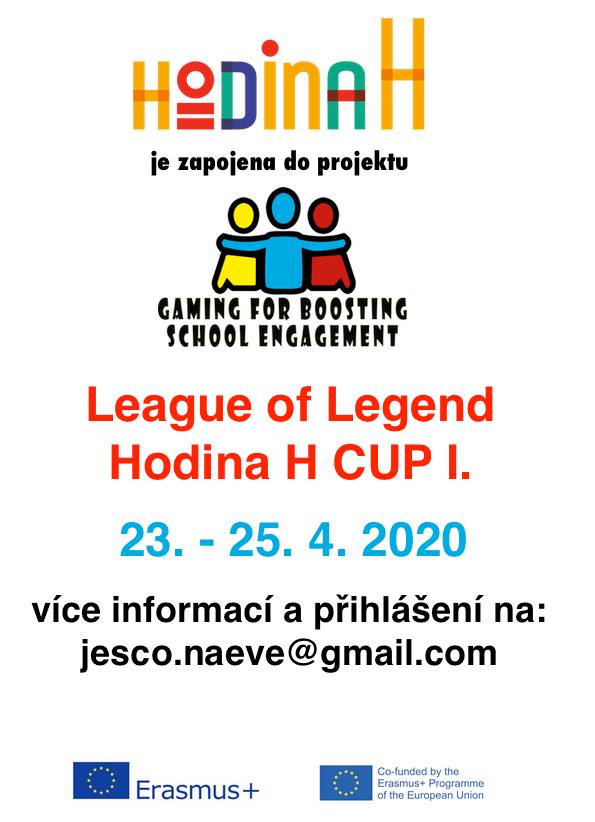 HODINA H
je zapojena do projektu
GAMING FOR BOOSTING
SCHOOL ENGAGEMENT
League of Legend
Hodina H CUP I.
23. - 25. 4. 2020
více informací a přihlášení na:
jesco.naeve@gmail.com
Erasmus+
Co-funded by the
Erasmus+ Programme
of the European Union